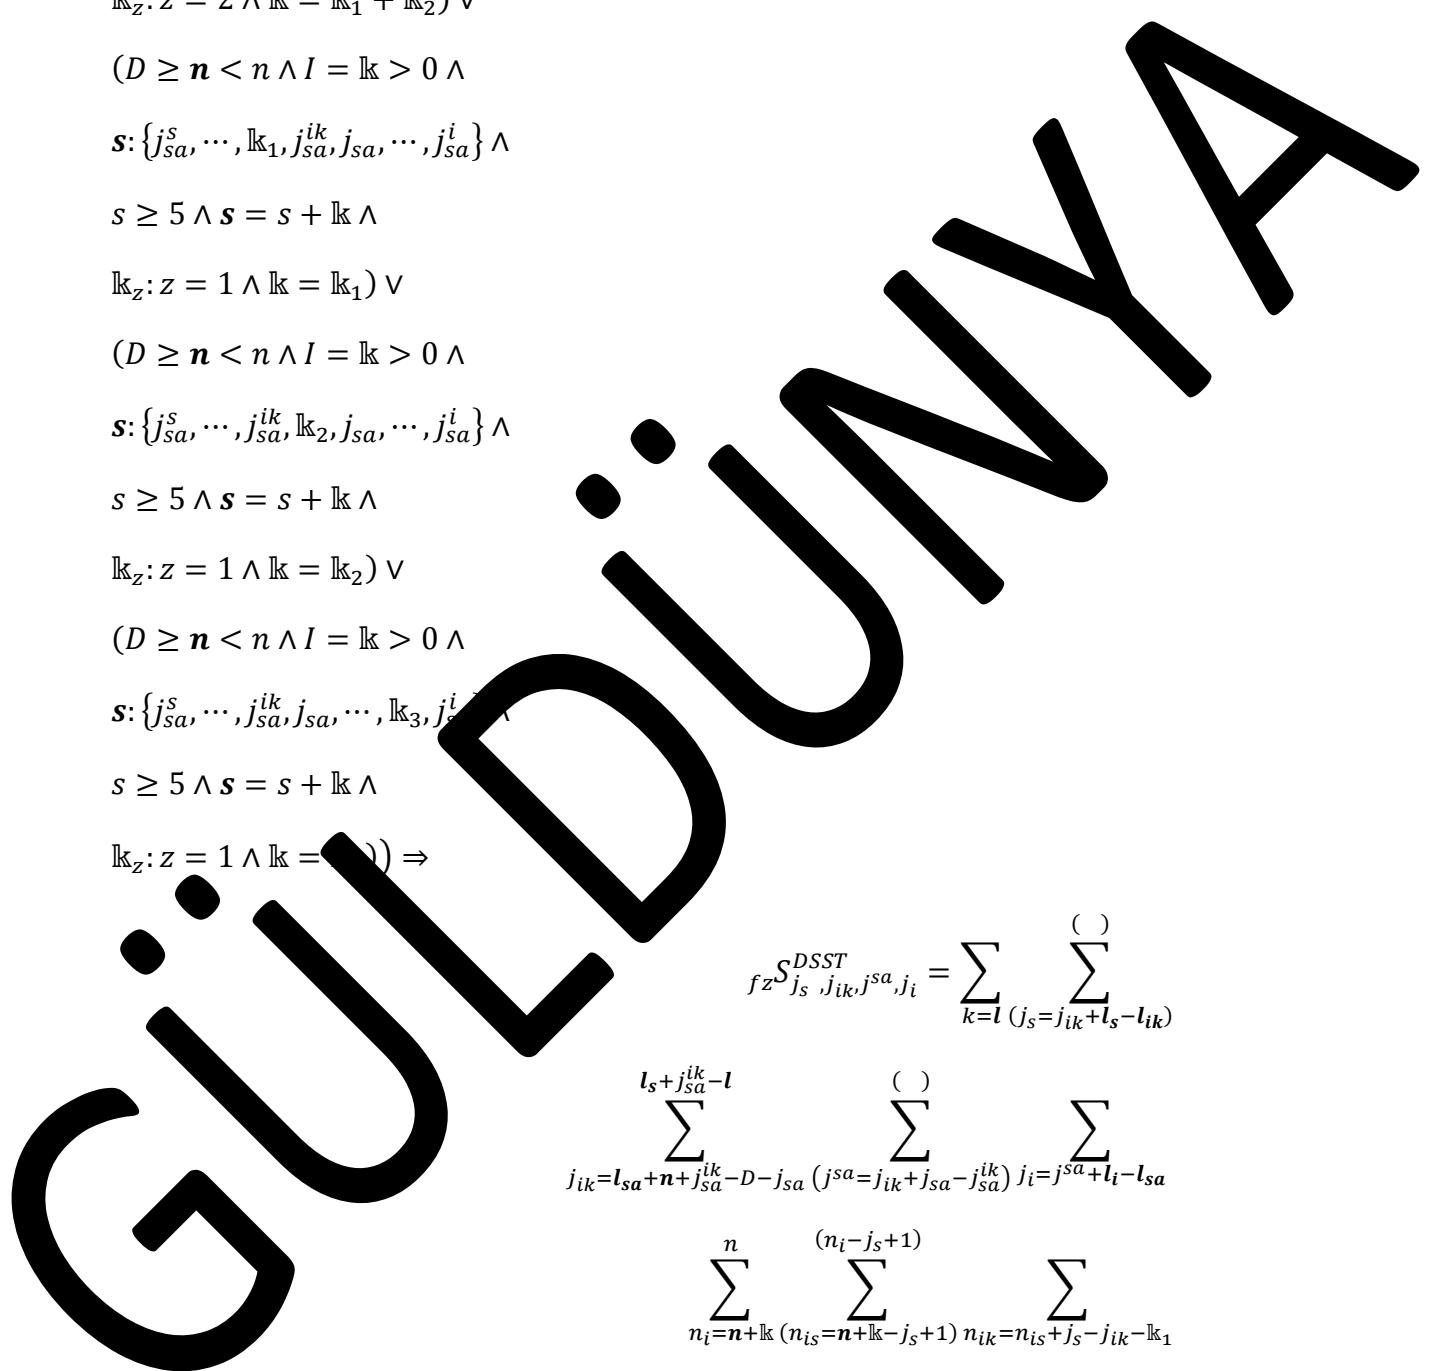 𝕜_z: z = 2 ∧ 𝕜 = 𝕜_1 + 𝕜_2) ∨
(D ≥ 𝒏 < n ∧ I = 𝕜 > 0 ∧
𝒔: {j_{sa}^{s}, ⋯ , 𝕜_1, j_{sa}^{ik}, j_{sa}, ⋯ , j_{sa}^{i}} ∧
s ≥ 5 ∧ 𝒔 = s + 𝕜 ∧
𝕜_z: z = 1 ∧ 𝕜 = 𝕜_1) ∨
(D ≥ 𝒏 < n ∧ I = 𝕜 > 0 ∧
𝒔: {j_{sa}^{s}, ⋯ , j_{sa}^{ik}, 𝕜_2, j_{sa}, ⋯ , j_{sa}^{i}} ∧
s ≥ 5 ∧ 𝒔 = s + 𝕜 ∧
𝕜_z: z = 1 ∧ 𝕜 = 𝕜_2) ∨
(D ≥ 𝒏 < n ∧ I = 𝕜 > 0 ∧
𝒔: {j_{sa}^{s}, ⋯ , j_{sa}^{ik}, j_{sa}, ⋯ , 𝕜_3, j^{i} ∧
s ≥ 5 ∧ 𝒔 = s + 𝕜 ∧
𝕜_z: z = 1 ∧ 𝕜 = )) ⇒
_{fz}S_{j_s ,j_{ik},j^{sa},j_i}^{DSST} = ∑_{k=𝒍} ∑_{(j_s=j_{ik}+𝒍_𝒔−𝒍_{𝒊𝒌})}^{( )}
∑_{j_{ik}=𝒍_{𝒔𝒂}+𝒏+j_{sa}^{ik}−D−j_{sa}}^{𝒍_𝒔+j_{sa}^{ik}−𝒍} ∑_{(j^{sa}=j_{ik}+j_{sa}−j_{sa}^{ik})}^{( )} ∑_{j_i=j^{sa}+𝒍_𝒊−𝒍_{𝒔𝒂}}
∑_{n_i=𝒏+𝕜}^{n} ∑_{(n_{is}=𝒏+𝕜−j_s+1)}^{(n_i−j_s+1)} ∑_{n_{ik}=n_{is}+j_s−j_{ik}−𝕜_1}
GÜLDÜNYA